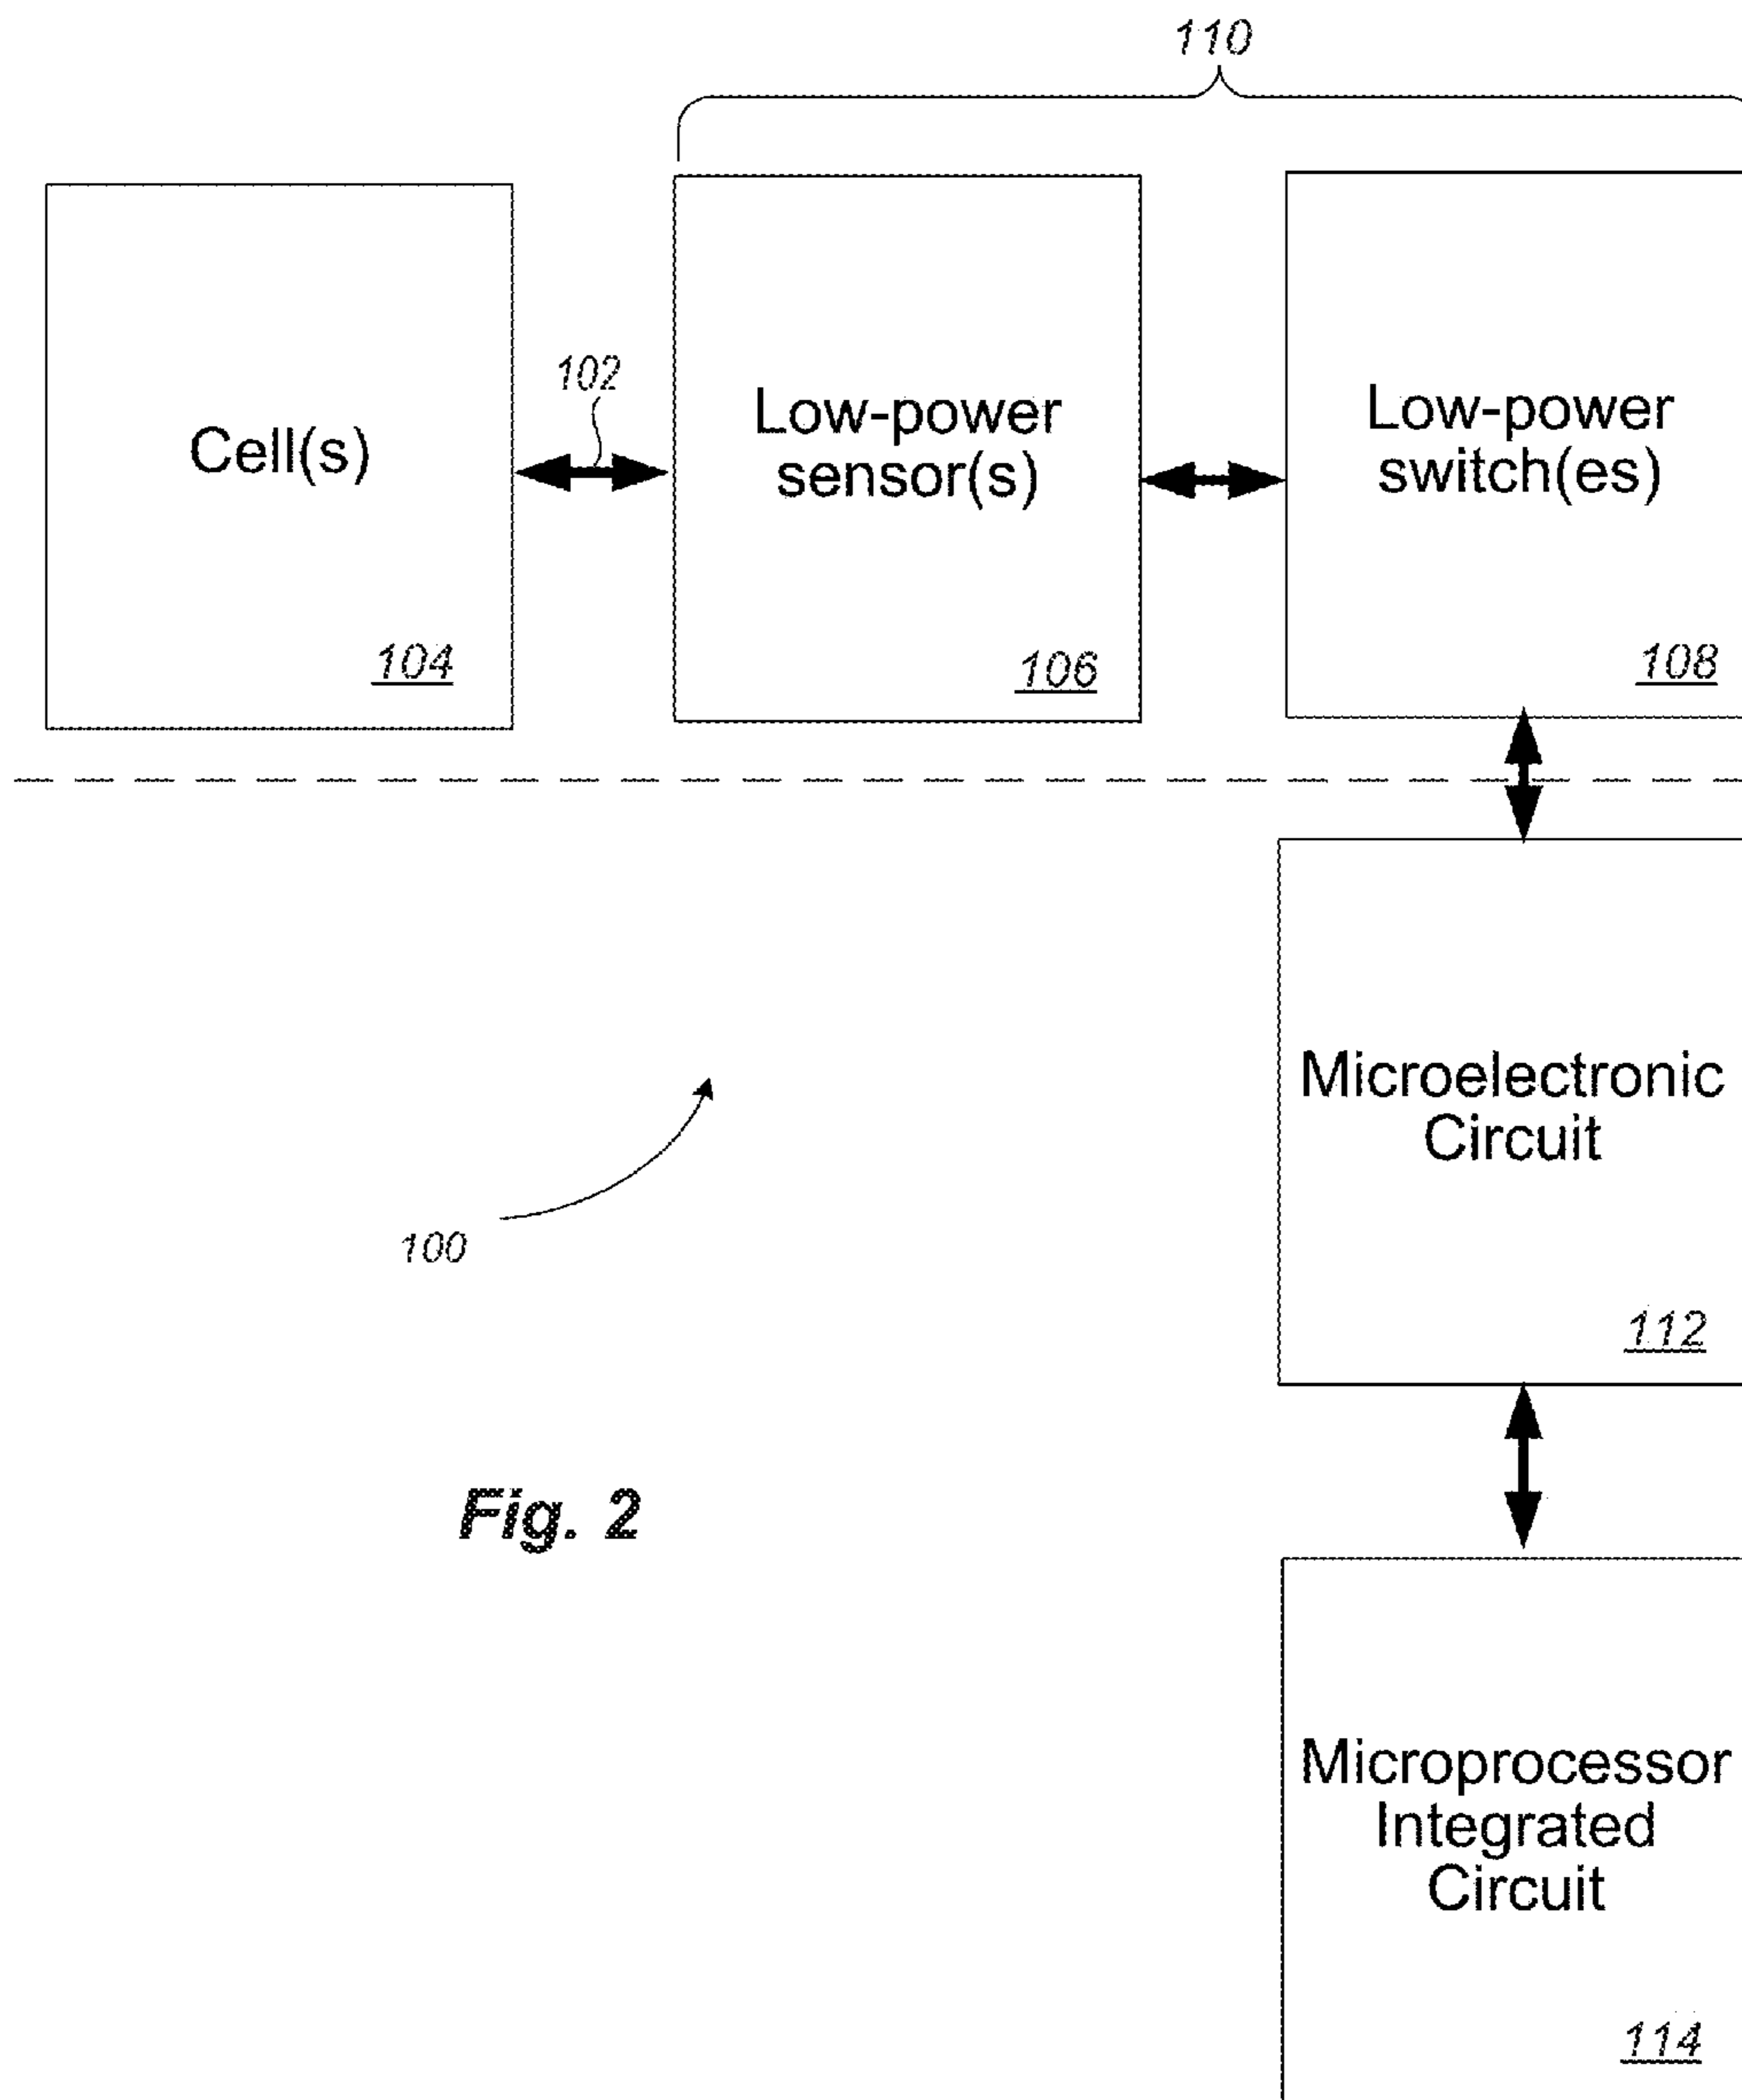 110
Cell(s)
104
102
Low-power
sensor(s)
106
Low-power
switch(es)
108
Microelectronic
Circuit
112
100
Fig. 2
Microprocessor
Integrated
Circuit
114